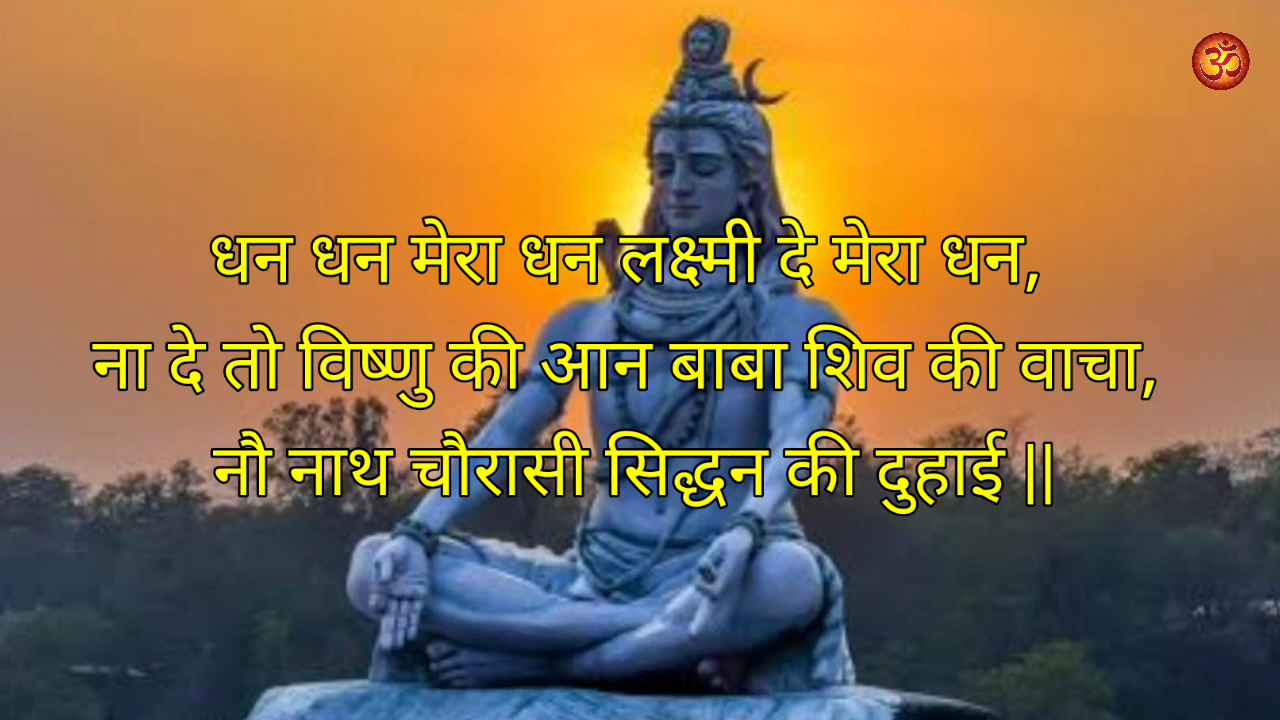 ॐ
धन धन मेरा धन लक्ष्मी दे मेरा धन,
ना दे तो विष्णु की आन बाबा शिव की वाचा,
नौ नाथ चौरासी सिद्धन की दुहाई ||